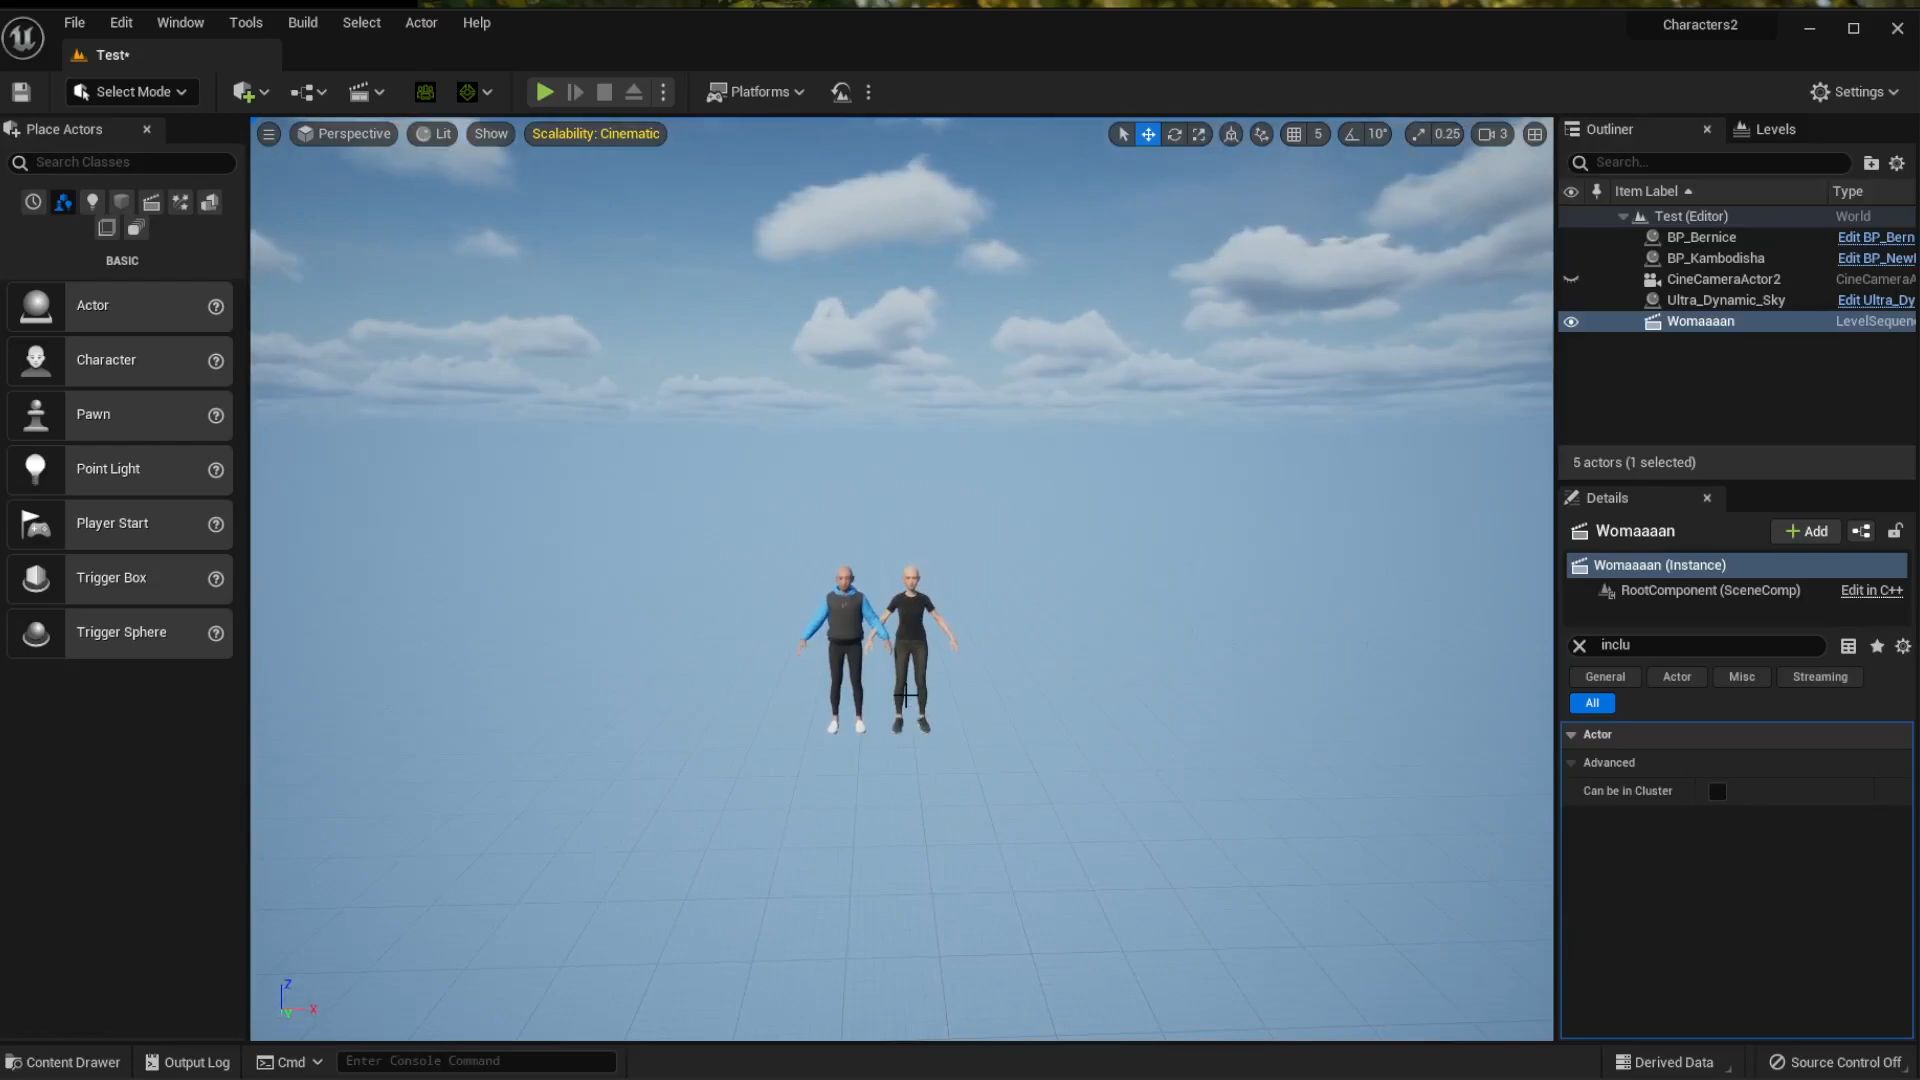 File Edit Window Tools Build Select Actor Help
Characters2
Test*
Select Mode
Platforms
Settings
Place Actors
Search Classes
BASIC
Actor
Character
Pawn
Point Light
Player Start
Trigger Box
Trigger Sphere
Perspective Lit Show Scalability: Cinematic
5 10° 0.25 3
Z
X
Y
Outliner Levels
Search...
Item Label Type
Test (Editor) World
BP_Bernice Edit BP_Bern
BP_Kambodisha Edit BP_NewI
CineCameraActor2 CineCameraA
Ultra_Dynamic_Sky Edit Ultra_Dy
Womaaaan LevelSequen
5 actors (1 selected)
Details
Womaaaan Add
Womaaaan (Instance)
RootComponent (SceneComp) Edit in C++
inclu
General Actor Misc Streaming
All
Actor
Advanced
Can be in Cluster
Content Drawer Output Log Cmd Enter Console Command
Derived Data Source Control Off